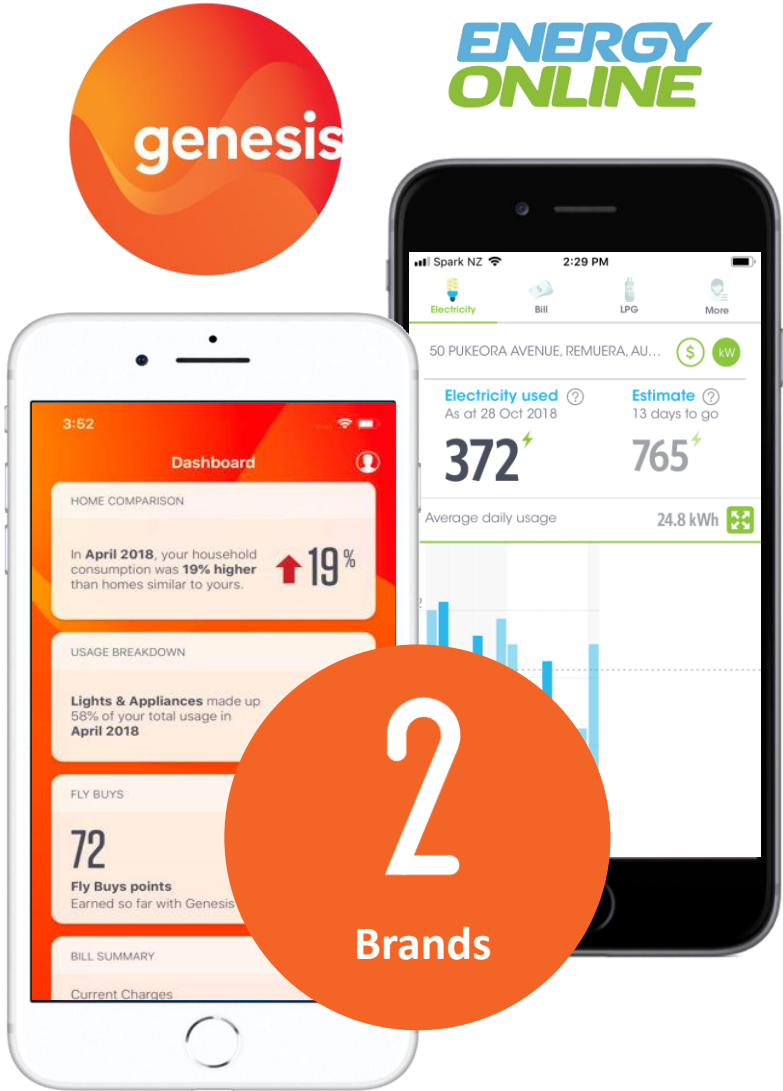 genesis
ENERGY
ONLINE
Spark NZ
2:29 PM
Electricity
Bill
LPG
More
50 PUKEORA AVENUE, REMUERA, AU...
$
kW
Electricity used ?
As at 28 Oct 2018
372
Estimate ?
13 days to go
765
Average daily usage
24.8 kWh
2
3:52
Dashboard
HOME COMPARISON
In April 2018, your household
consumption was 19% higher
than homes similar to yours.
19%
USAGE BREAKDOWN
Lights & Appliances made up
58% of your total usage in
April 2018
FLY BUYS
72
Fly Buys points
Earned so far with Genesis
BILL SUMMARY
Current Charges
2
Brands